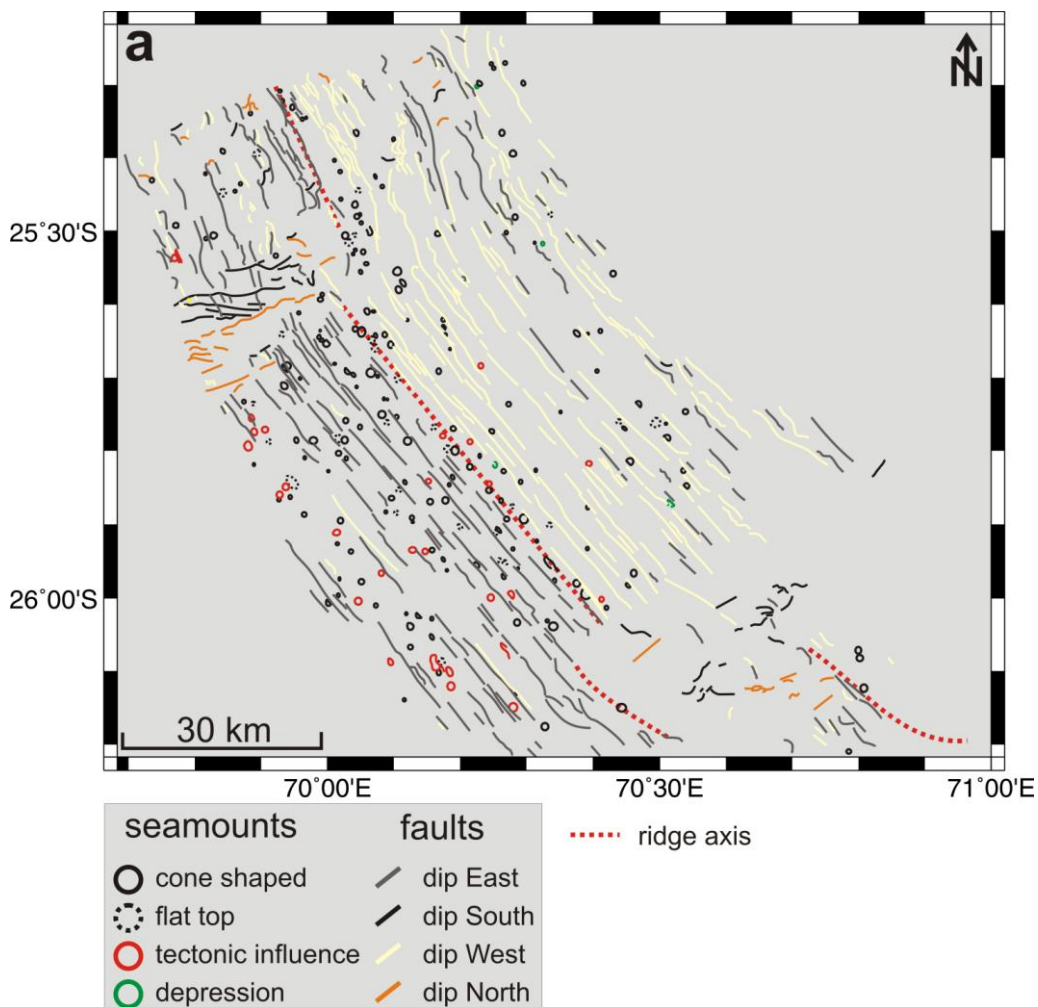 a
N
25°30'S
26°00'S
30 km
70°00'E
70°30'E
71°00'E
seamounts
faults
ridge axis
cone shaped
dip East
flat top
dip South
tectonic influence
dip West
depression
dip North